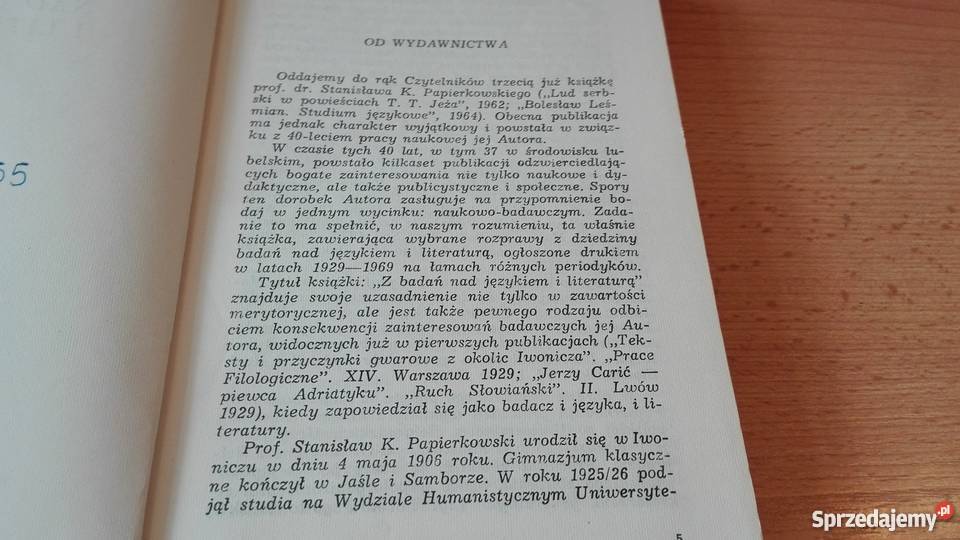 OD WYDAWNICTWA
Oddajemy do rąk Czytelników trzecią już książkę
prof. dr. Stanisława K. Papierkowskiego („Lud serb-
ski w powieściach T. T. Jeża", 1962; „Bolesław Leś-
mian. Studium językowe", 1964). Obecna publikacja
ma jednak charakter wyjątkowy i powstała w związ-
ku z 40-leciem pracy naukowej jej Autora.
W czasie tych 40 lat, w tym 37 w środowisku lu-
belskim, powstało kilkaset publikacji odzwierciedlają-
cych bogate zainteresowania nie tylko naukowe i dy-
daktyczne, ale także publicystyczne i społeczne. Spory
ten dorobek Autora zasługuje na przypomnienie bo-
daj w jednym wycinku: naukowo-badawczym. Zada-
nie to ma spełnić, w naszym rozumieniu, ta właśnie
książka, zawierająca wybrane rozprawy z dziedziny
badań nad językiem i literaturą, ogłoszone drukiem
w latach 1929—1969 na łamach różnych periodyków.
Tytuł książki: „Z badań nad językiem i literaturą"
znajduje swoje uzasadnienie nie tylko w zawartości
merytorycznej, ale jest także pewnego rodzaju odbi-
ciem konsekwencji zainteresowań badawczych jej Au-
tora, widocznych już w pierwszych publikacjach („Tek-
sty i przyczynki gwarowe z okolic Iwonicza". „Prace
Filologiczne". XIV. Warszawa 1929; „Jerzy Carić —
piewca Adriatyku". „Ruch Słowiański". II. Lwów
1929), kiedy zapowiedział się jako badacz i języka, i li-
teratury.
Prof. Stanisław K. Papierkowski urodził się w Iwo-
niczu w dniu 4 maja 1906 roku. Gimnazjum klasycz-
ne kończył w Jaśle i Samborze. W roku 1925/26 pod-
jął studia na Wydziale Humanistycznym Uniwersyte-
5
55
Sprzedajemy.pl